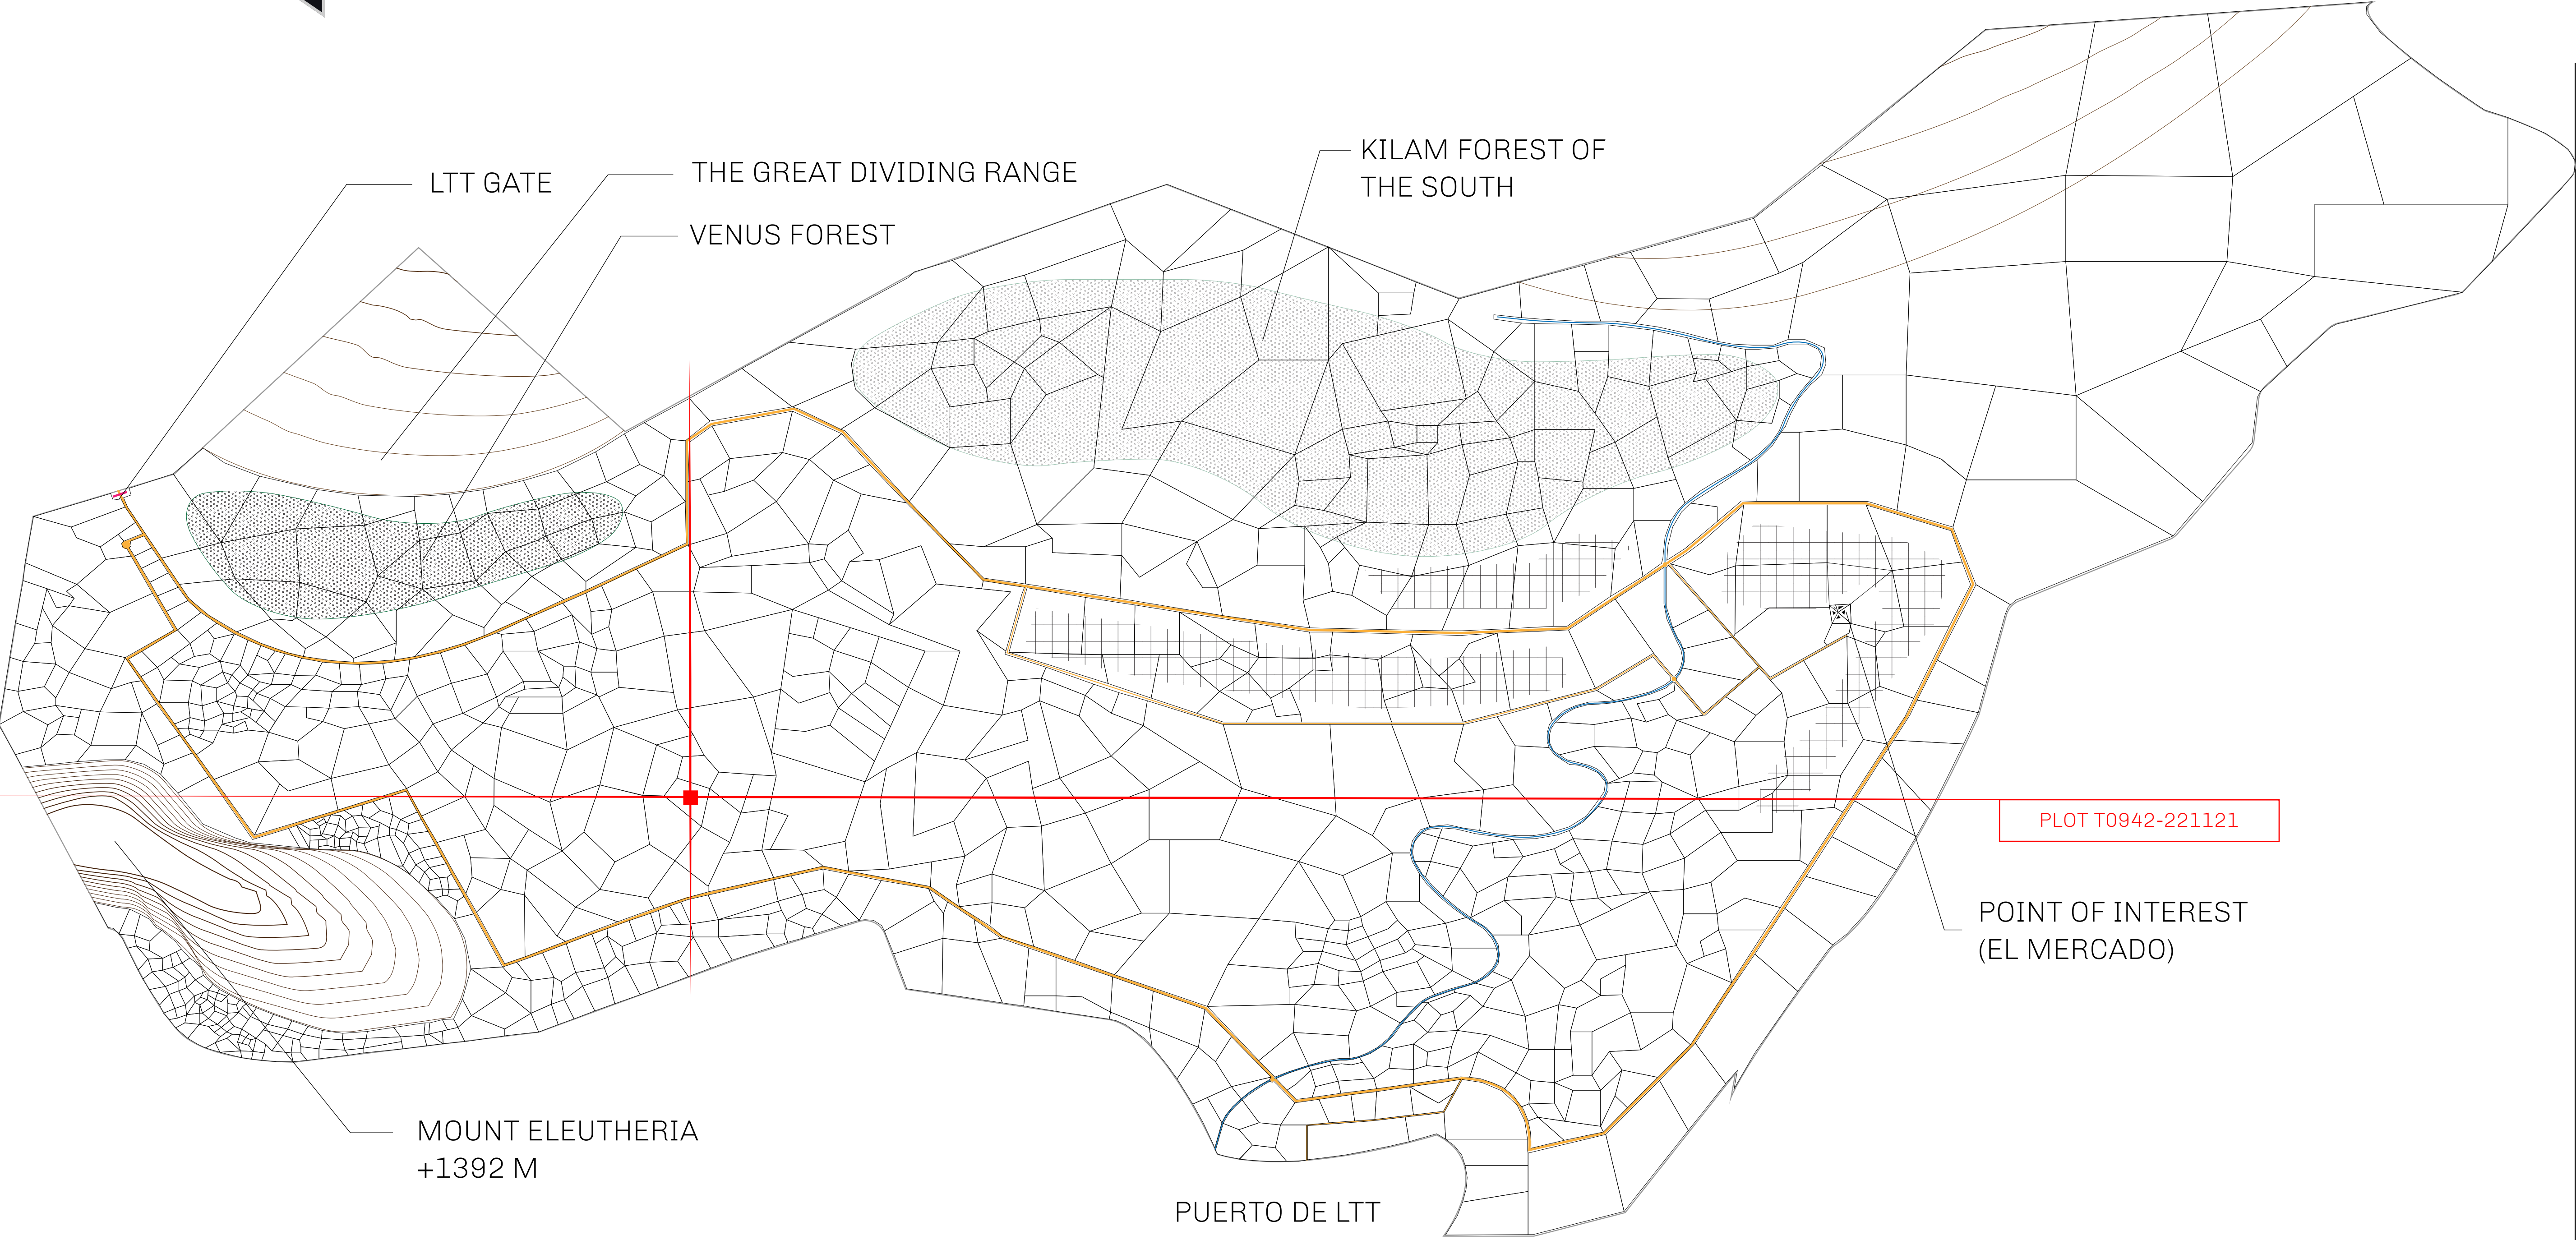 KILAM FOREST OF
THE SOUTH
THE GREAT DIVIDING RANGE
LTT GATE
VENUS FOREST
PLOT T0942-221121
POINT OF INTEREST
(EL MERCADO)
MOUNT ELEUTHERIA
+1392 M
PUERTO DE LTT